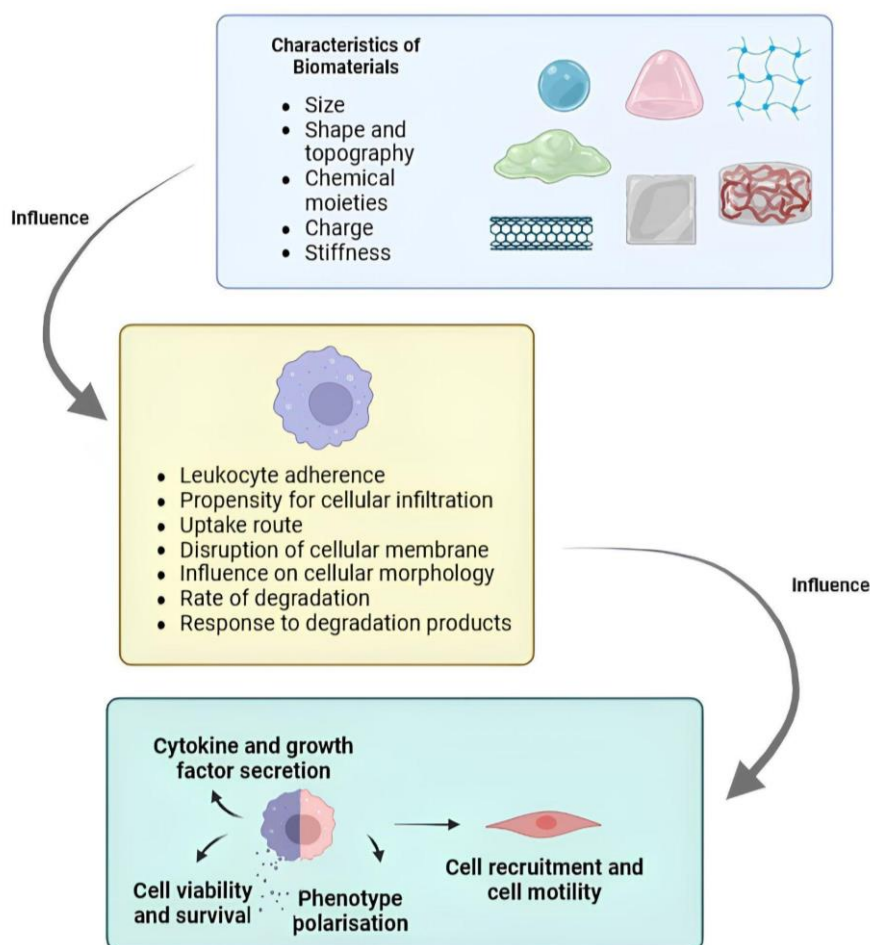 Characteristics of
Biomaterials
• Size
• Shape and
topography
• Chemical
moieties
• Charge
• Stiffness
Influence
• Leukocyte adherence
• Propensity for cellular infiltration
• Uptake route
• Disruption of cellular membrane
• Influence on cellular morphology
• Rate of degradation
• Response to degradation products
Influence
Cytokine and growth
factor secretion
Cell viability
and survival
Phenotype
polarisation
Cell recruitment and
cell motility